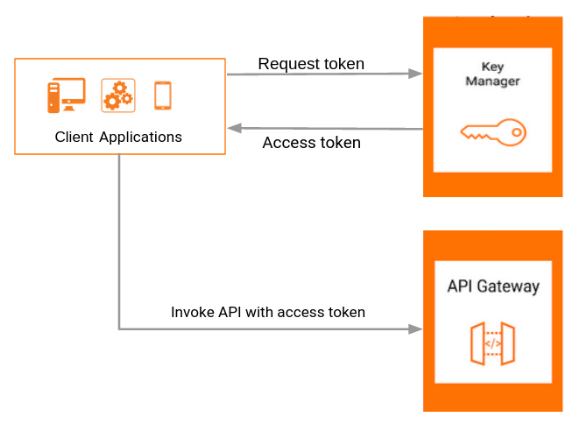 Request token
Key
Manager
Client Applications
Access token
API Gateway
</>
Invoke API with access token